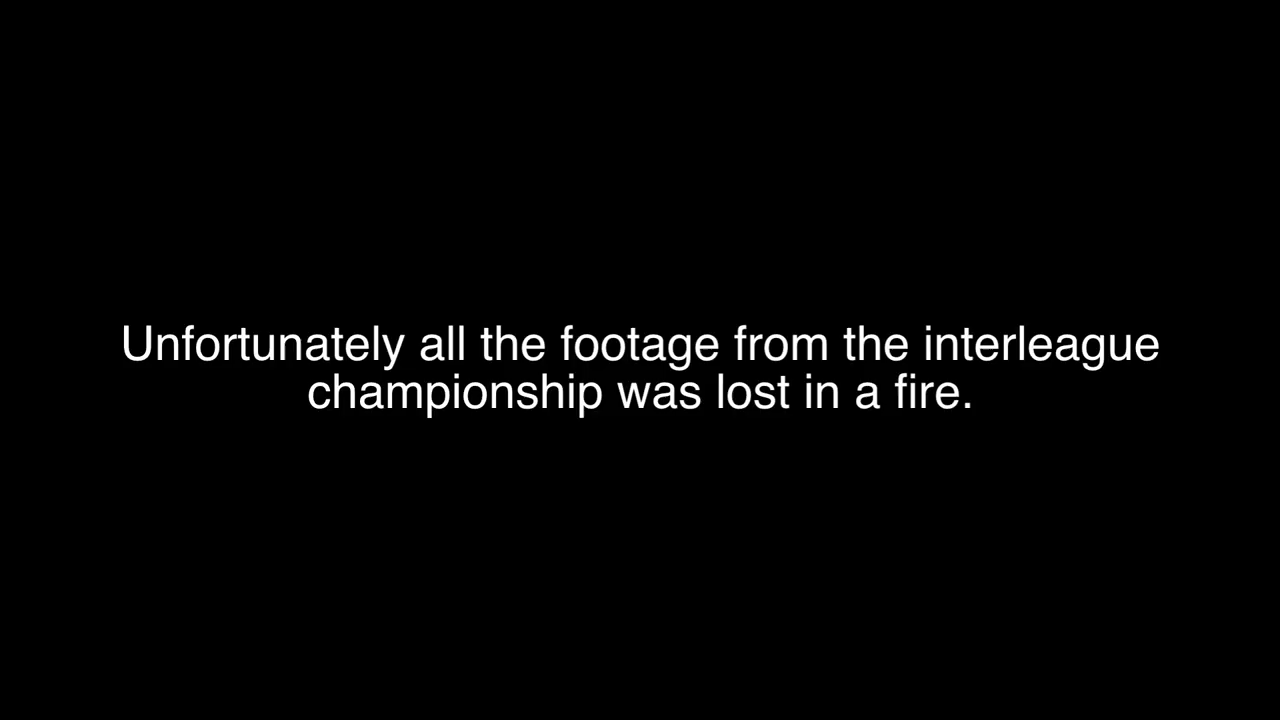 Unfortunately all the footage from the interleague
championship was lost in a fire.